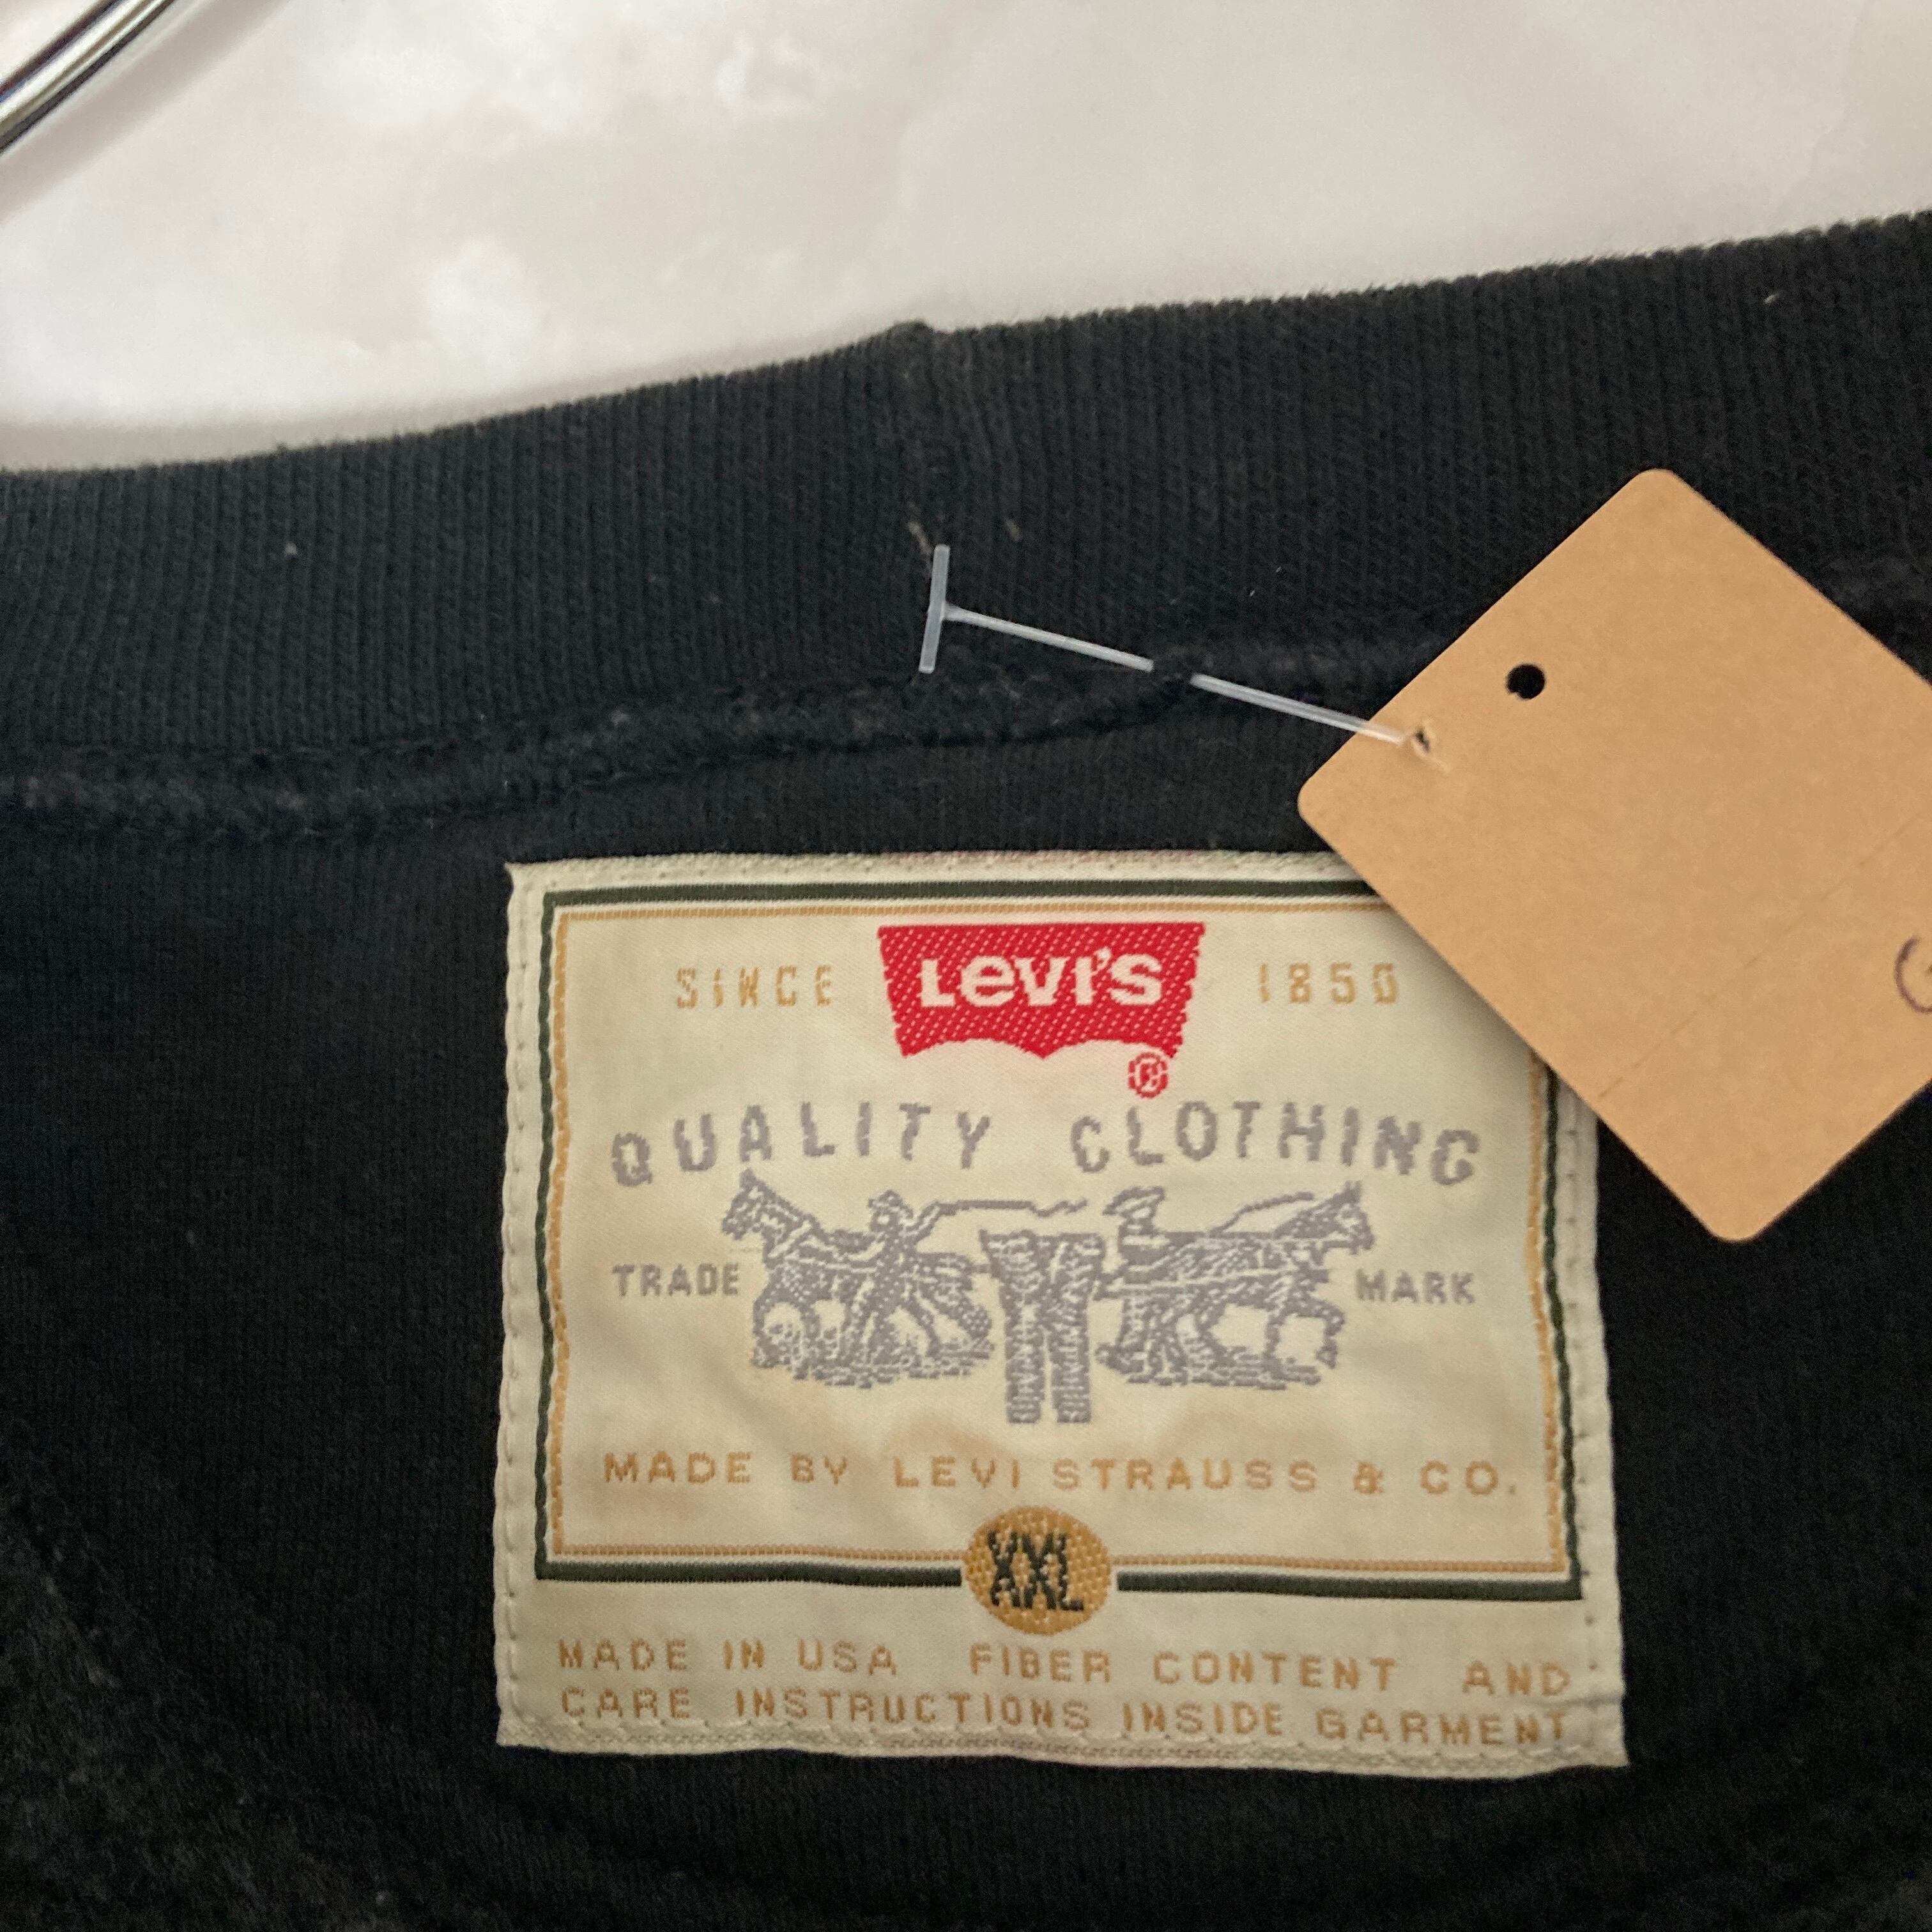 SINCE LEVI'S ® 1850
QUALITY CLOTHING
TRADE MARK
MADE BY LEVI STRAUSS & CO.
XXL
MADE IN USA FIBER CONTENT AND
CARE INSTRUCTIONS INSIDE GARMENT